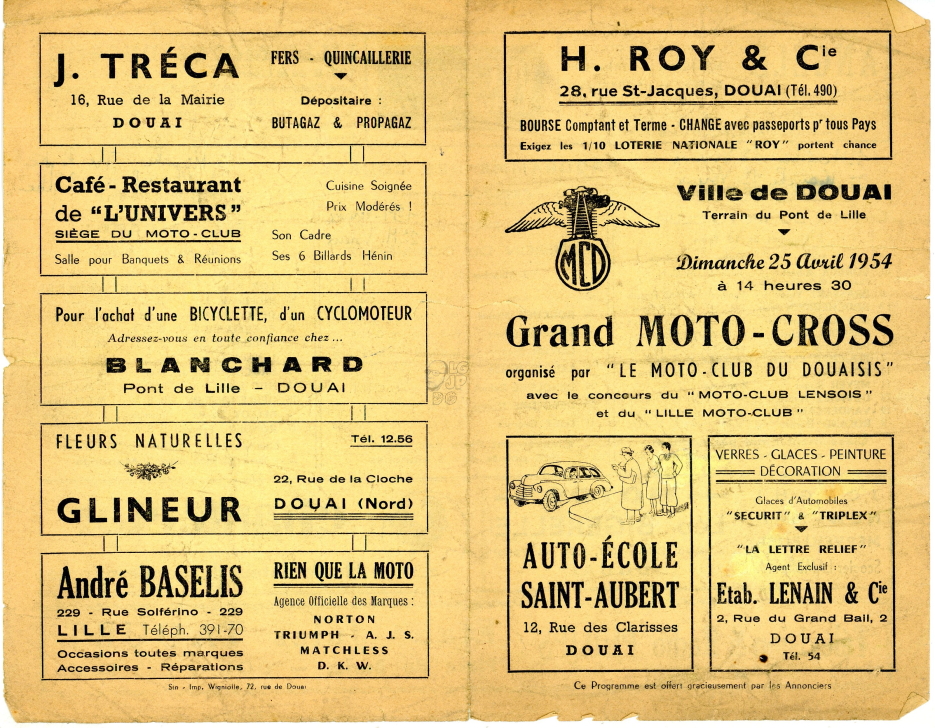 J. TRÉCA
16, Rue de la Mairie
DOUAI
FERS - QUINCAILLERIE
Dépositaire :
BUTAGAZ & PROPAGAZ
Café - Restaurant
de "L'UNIVERS"
SIÈGE DU MOTO-CLUB
Salle pour Banquets & Réunions
Cuisine Soignée
Prix Modérés !
Son Cadre
Ses 6 Billards Hénin
Pour l'achat d'une BICYCLETTE, d'un CYCLOMOTEUR
Adressez-vous en toute confiance chez ...
BLANCHARD
Pont de Lille - DOUAI
FLEURS NATURELLES
GLINEUR
Tél. 12.56
22, Rue de la Cloche
DOUAI (Nord)
André BASELIS
229 - Rue Solférino - 229
LILLE Téléph. 391-70
Occasions toutes marques
Accessoires - Réparations
RIEN QUE LA MOTO
Agence Officielle des Marques :
NORTON
TRIUMPH - A. J. S.
MATCHLESS
D. K. W.
Sin - Imp. Wigniolle, 72, rue de Douai
H. ROY & Cie
28, rue St-Jacques, DOUAI (Tél. 490)
BOURSE Comptant et Terme - CHANGE avec passeports pr tous Pays
Exigez les 1/10 LOTERIE NATIONALE "ROY" portent chance
MCD
Ville de DOUAI
Terrain du Pont de Lille
Dimanche 25 Avril 1954
à 14 heures 30
Grand MOTO-CROSS
organisé par "LE MOTO-CLUB DU DOUAISIS"
avec le concours du "MOTO-CLUB LENSOIS"
et du "LILLE MOTO-CLUB"
AUTO-ÉCOLE
SAINT-AUBERT
12, Rue des Clarisses
DOUAI
VERRES - GLACES - PEINTURE
DÉCORATION
Glaces d'Automobiles
"SECURIT" & "TRIPLEX"
"LA LETTRE RELIEF"
Agent Exclusif :
Etab. LENAIN & Cie
2, Rue du Grand Bail, 2
DOUAI
Tél. 54
Ce Programme est offert gracieusement par les Annonciers